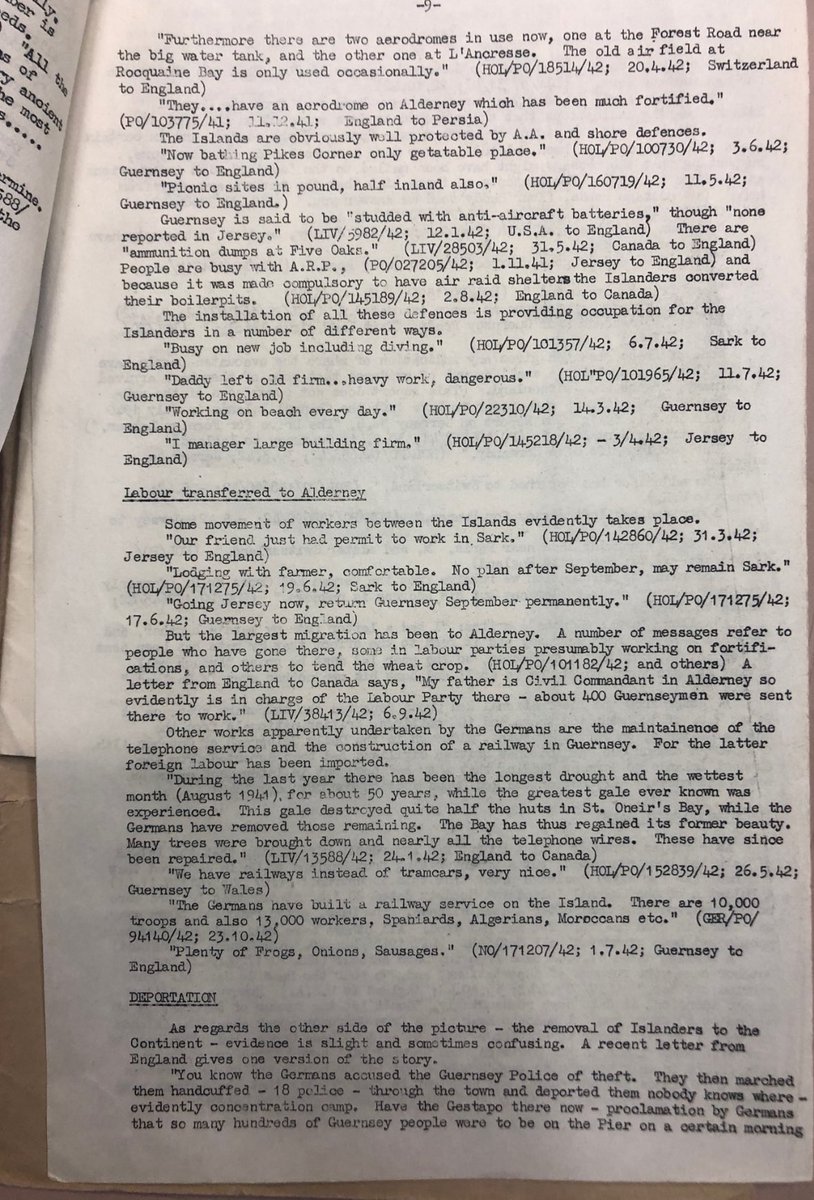 -9-
"Furthermore there are two aerodromes in use now, one at the Forest Road near
the big water tank, and the other one at L'Ancresse. The old air field at
Rocquaine Bay is only used occasionally." (HOL/PO/18514/42; 20.4.42; Switzerland
to England)
"They....have an aerodrome on Alderney which has been much fortified."
(PO/103775/41; 11.12.41; England to Persia)
The Islands are obviously well protected by A.A. and shore defences.
"Now bathing Pikes Corner only getatable place." (HOL/PO/100730/42; 3.6.42;
Guernsey to England)
"Picnic sites in pound, half inland also," (HOL/PO/160719/42; 11.5.42;
Guernsey to England.)
Guernsey is said to be "studded with anti-aircraft batteries," though "none
reported in Jersey." (LIV/5982/42; 12.1.42; U.S.A. to England) There are
"ammunition dumps at Five Oaks." (LIV/28503/42; 31.5.42; Canada to England)
People are busy with A.R.P., (PO/027205/42; 1.11.41; Jersey to England) and
because it was made compulsory to have air raid shelters the Islanders converted
their boilerpits. (HOL/PO/145189/42; 2.8.42; England to Canada)
The installation of all these defences is providing occupation for the
Islanders in a number of different ways.
"Busy on new job including diving." (HOL/PO/101357/42; 6.7.42; Sark to
England)
"Daddy left old firm...heavy work, dangerous." (HOL"PO/101965/42; 11.7.42;
Guernsey to England)
"Working on beach every day." (HOL/PO/22310/42; 14.3.42; Guernsey to
England)
"I manager large building firm." (HOL/PO/145218/42; - 3/4.42; Jersey to
England)
Labour transferred to Alderney
Some movement of workers between the Islands evidently takes place.
"Our friend just had permit to work in Sark." (HOL/PO/142860/42; 31.3.42;
Jersey to England)
"Lodging with farmer, comfortable. No plan after September, may remain Sark."
(HOL/PO/171275/42; 19.6.42; Sark to England)
"Going Jersey now, return Guernsey September permanently." (HOL/PO/171275/42;
17.6.42; Guernsey to England)
But the largest migration has been to Alderney. A number of messages refer to
people who have gone there, some in labour parties presumably working on fortifi-
cations, and others to tend the wheat crop. (HOL/PO/101182/42; and others) A
letter from England to Canada says, "My father is Civil Commandant in Alderney so
evidently is in charge of the Labour Party there - about 400 Guernseymen were sent
there to work." (LIV/38413/42; 6.9.42)
Other works apparently undertaken by the Germans are the maintainence of the
telephone service and the construction of a railway in Guernsey. For the latter
foreign labour has been imported.
"During the last year there has been the longest drought and the wettest
month (August 1941) for about 50 years, while the greatest gale ever known was
experienced. This gale destroyed quite half the huts in St. Oneir's Bay, while the
Germans have removed those remaining. The Bay has thus regained its former beauty.
Many trees were brought down and nearly all the telephone wires. These have since
been repaired." (LIV/13588/42; 24.1.42; England to Canada)
"We have railways instead of tramcars, very nice." (HOL/PO/152839/42; 26.5.42;
Guernsey to Wales)
"The Germans have built a railway service on the Island. There are 10,000
troops and also 13,000 workers, Spaniards, Algerians, Moroccans etc." (GER/PO/
94140/42; 23.10.42)
"Plenty of Frogs, Onions, Sausages." (NO/171207/42; 1.7.42; Guernsey to
England)
DEPORTATION
As regards the other side of the picture - the removal of Islanders to the
Continent - evidence is slight and sometimes confusing. A recent letter from
England gives one version of the story.
"You know the Germans accused the Guernsey Police of theft. They then marched
them handcuffed - 18 police - through the town and deported them nobody knows where -
evidently concentration camp. Have the Gestapo there now - proclamation by Germans
that so many hundreds of Guernsey people were to be on the Pier on a certain morning